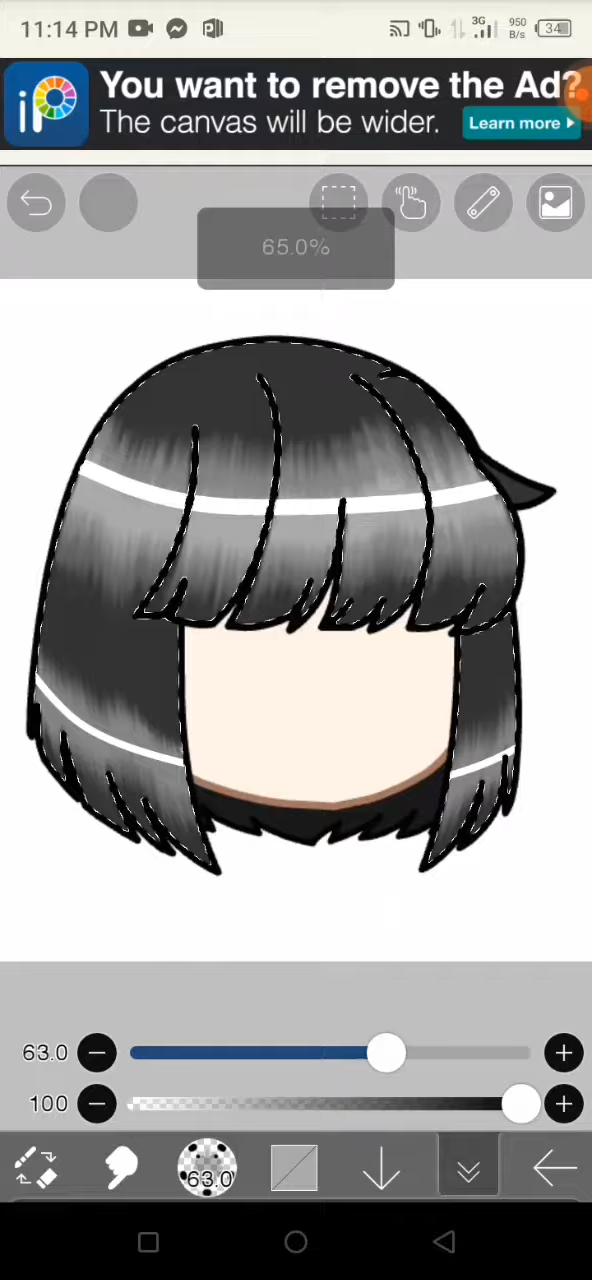 11:14 PM 3G 950 B/s 34
iP You want to remove the Ad?
The canvas will be wider. Learn more
65.0%
63.0
100
63.0